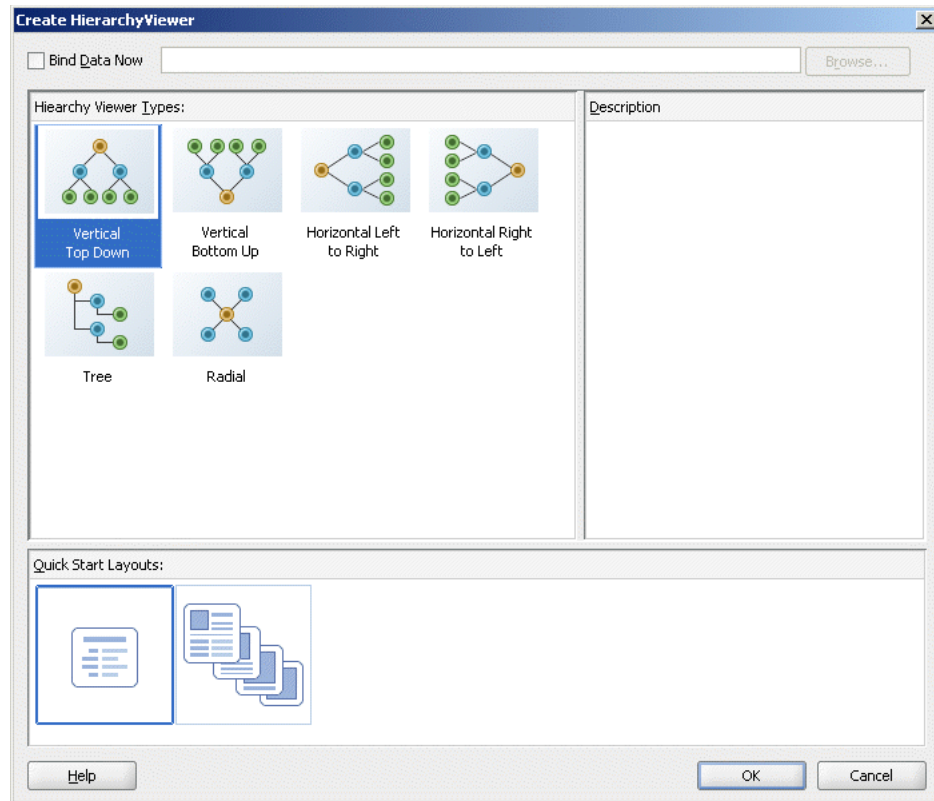 Create HierarchyViewer
Bind Data Now
Browse...
Hiearchy Viewer Types:
Description
Vertical
Top Down
Vertical
Bottom Up
Horizontal Left
to Right
Horizontal Right
to Left
Tree
Radial
Quick Start Layouts:
Help
OK
Cancel